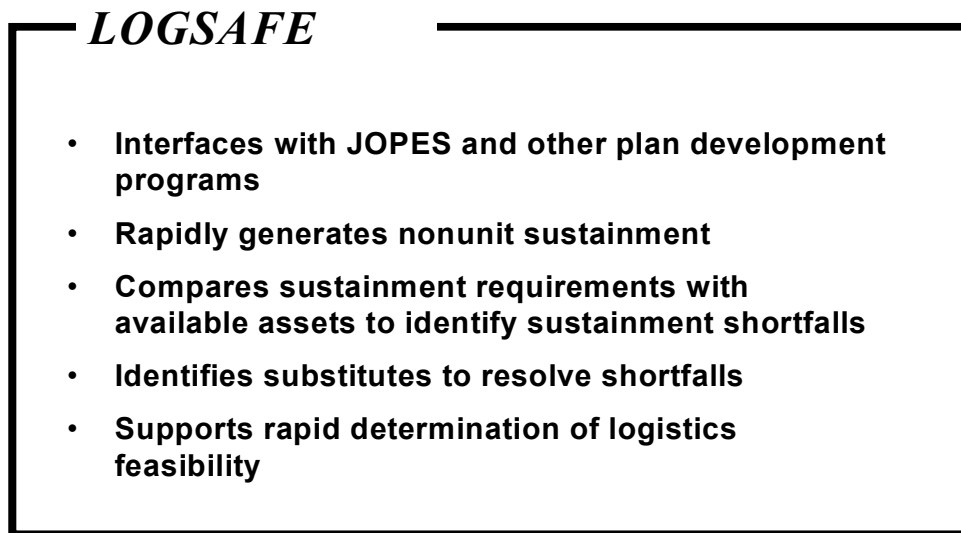 LOGSAFE
• Interfaces with JOPES and other plan development
programs
• Rapidly generates nonunit sustainment
• Compares sustainment requirements with
available assets to identify sustainment shortfalls
• Identifies substitutes to resolve shortfalls
• Supports rapid determination of logistics
feasibility